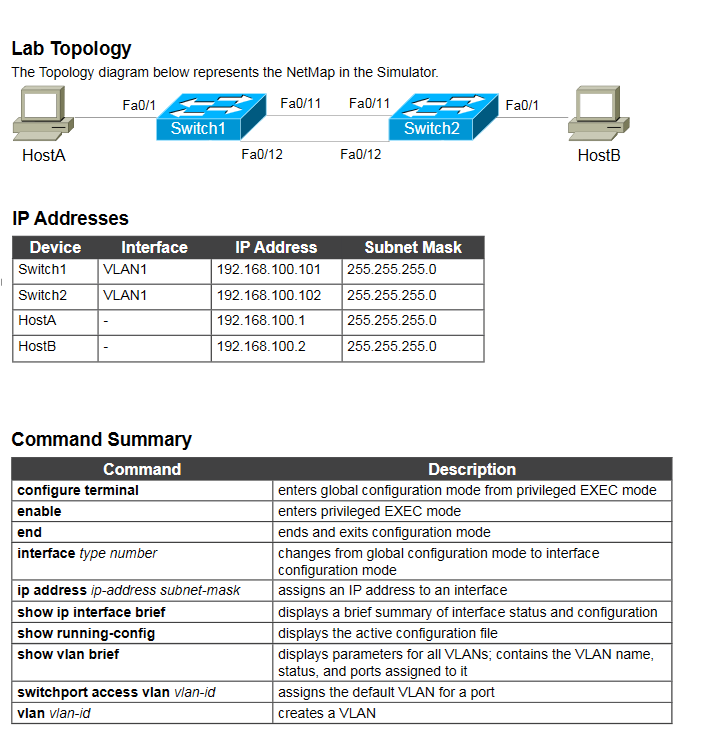 Lab Topology
The Topology diagram below represents the NetMap in the Simulator.
Fa0/1 Fa0/11 Fa0/11 Fa0/1
Switch1 Switch2
HostA Fa0/12 Fa0/12 HostB
IP Addresses
Device Interface IP Address Subnet Mask
Switch1 VLAN1 192.168.100.101 255.255.255.0
Switch2 VLAN1 192.168.100.102 255.255.255.0
HostA - 192.168.100.1 255.255.255.0
HostB - 192.168.100.2 255.255.255.0
Command Summary
Command Description
configure terminal enters global configuration mode from privileged EXEC mode
enable enters privileged EXEC mode
end ends and exits configuration mode
interface type number changes from global configuration mode to interface
configuration mode
ip address ip-address subnet-mask assigns an IP address to an interface
show ip interface brief displays a brief summary of interface status and configuration
show running-config displays the active configuration file
show vlan brief displays parameters for all VLANs; contains the VLAN name,
status, and ports assigned to it
switchport access vlan vlan-id assigns the default VLAN for a port
vlan vlan-id creates a VLAN